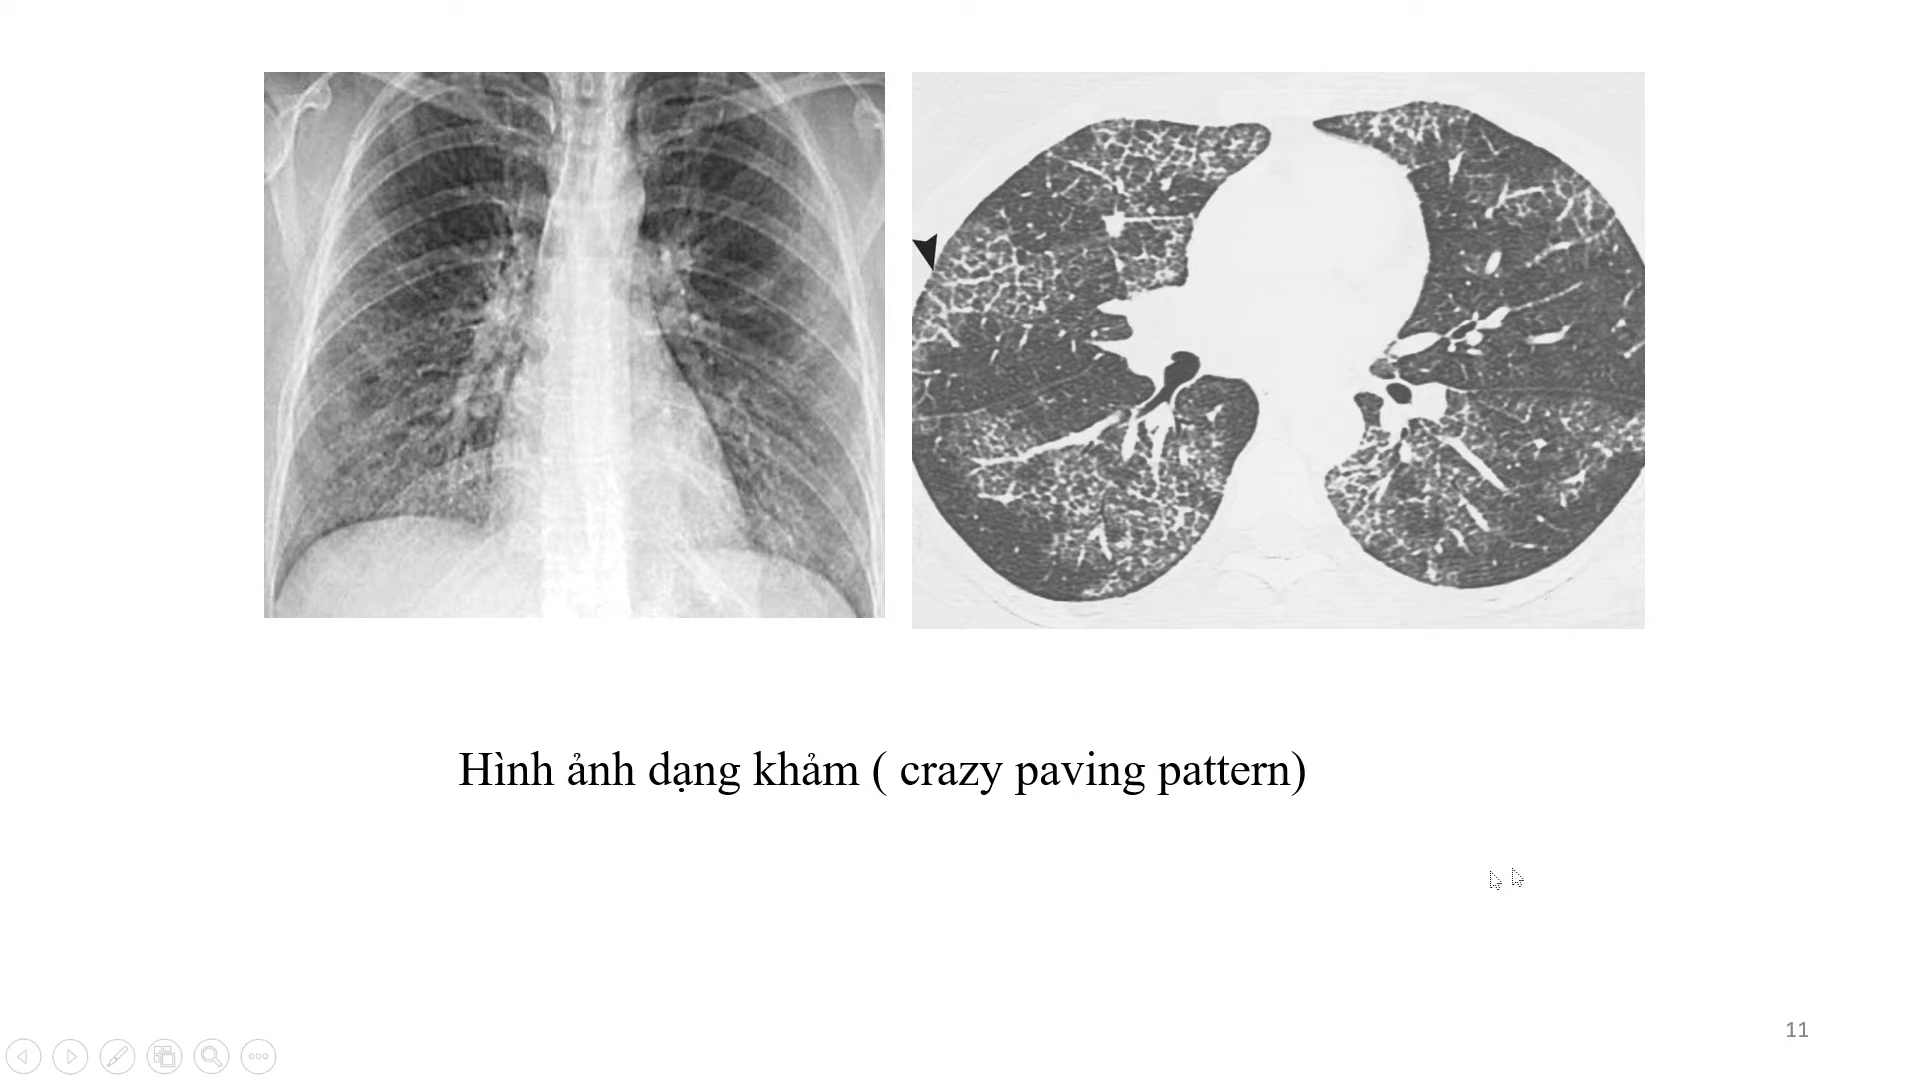 Hình ảnh dạng khảm ( crazy paving pattern)
11